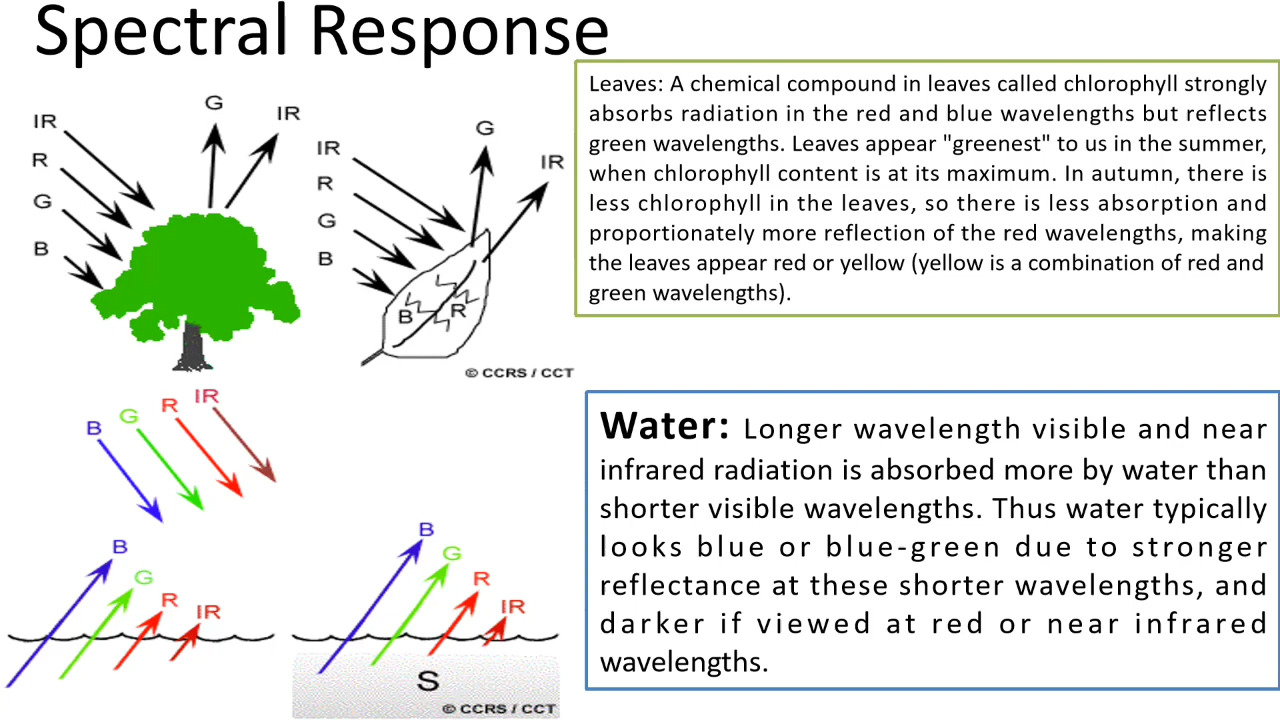 Spectral Response
Leaves: A chemical compound in leaves called chlorophyll strongly
absorbs radiation in the red and blue wavelengths but reflects
green wavelengths. Leaves appear "greenest" to us in the summer,
when chlorophyll content is at its maximum. In autumn, there is
less chlorophyll in the leaves, so there is less absorption and
proportionately more reflection of the red wavelengths, making
the leaves appear red or yellow (yellow is a combination of red and
green wavelengths).
G
IR
IR
R
G
B
G
IR
IR
R
G
B
B
R
© CCRS / CCT
B
G
R
IR
B
G
R
IR
B
G
R
IR
S
© CCRS / CCT
Water: Longer wavelength visible and near
infrared radiation is absorbed more by water than
shorter visible wavelengths. Thus water typically
looks blue or blue-green due to stronger
reflectance at these shorter wavelengths, and
darker if viewed at red or near infrared
wavelengths.